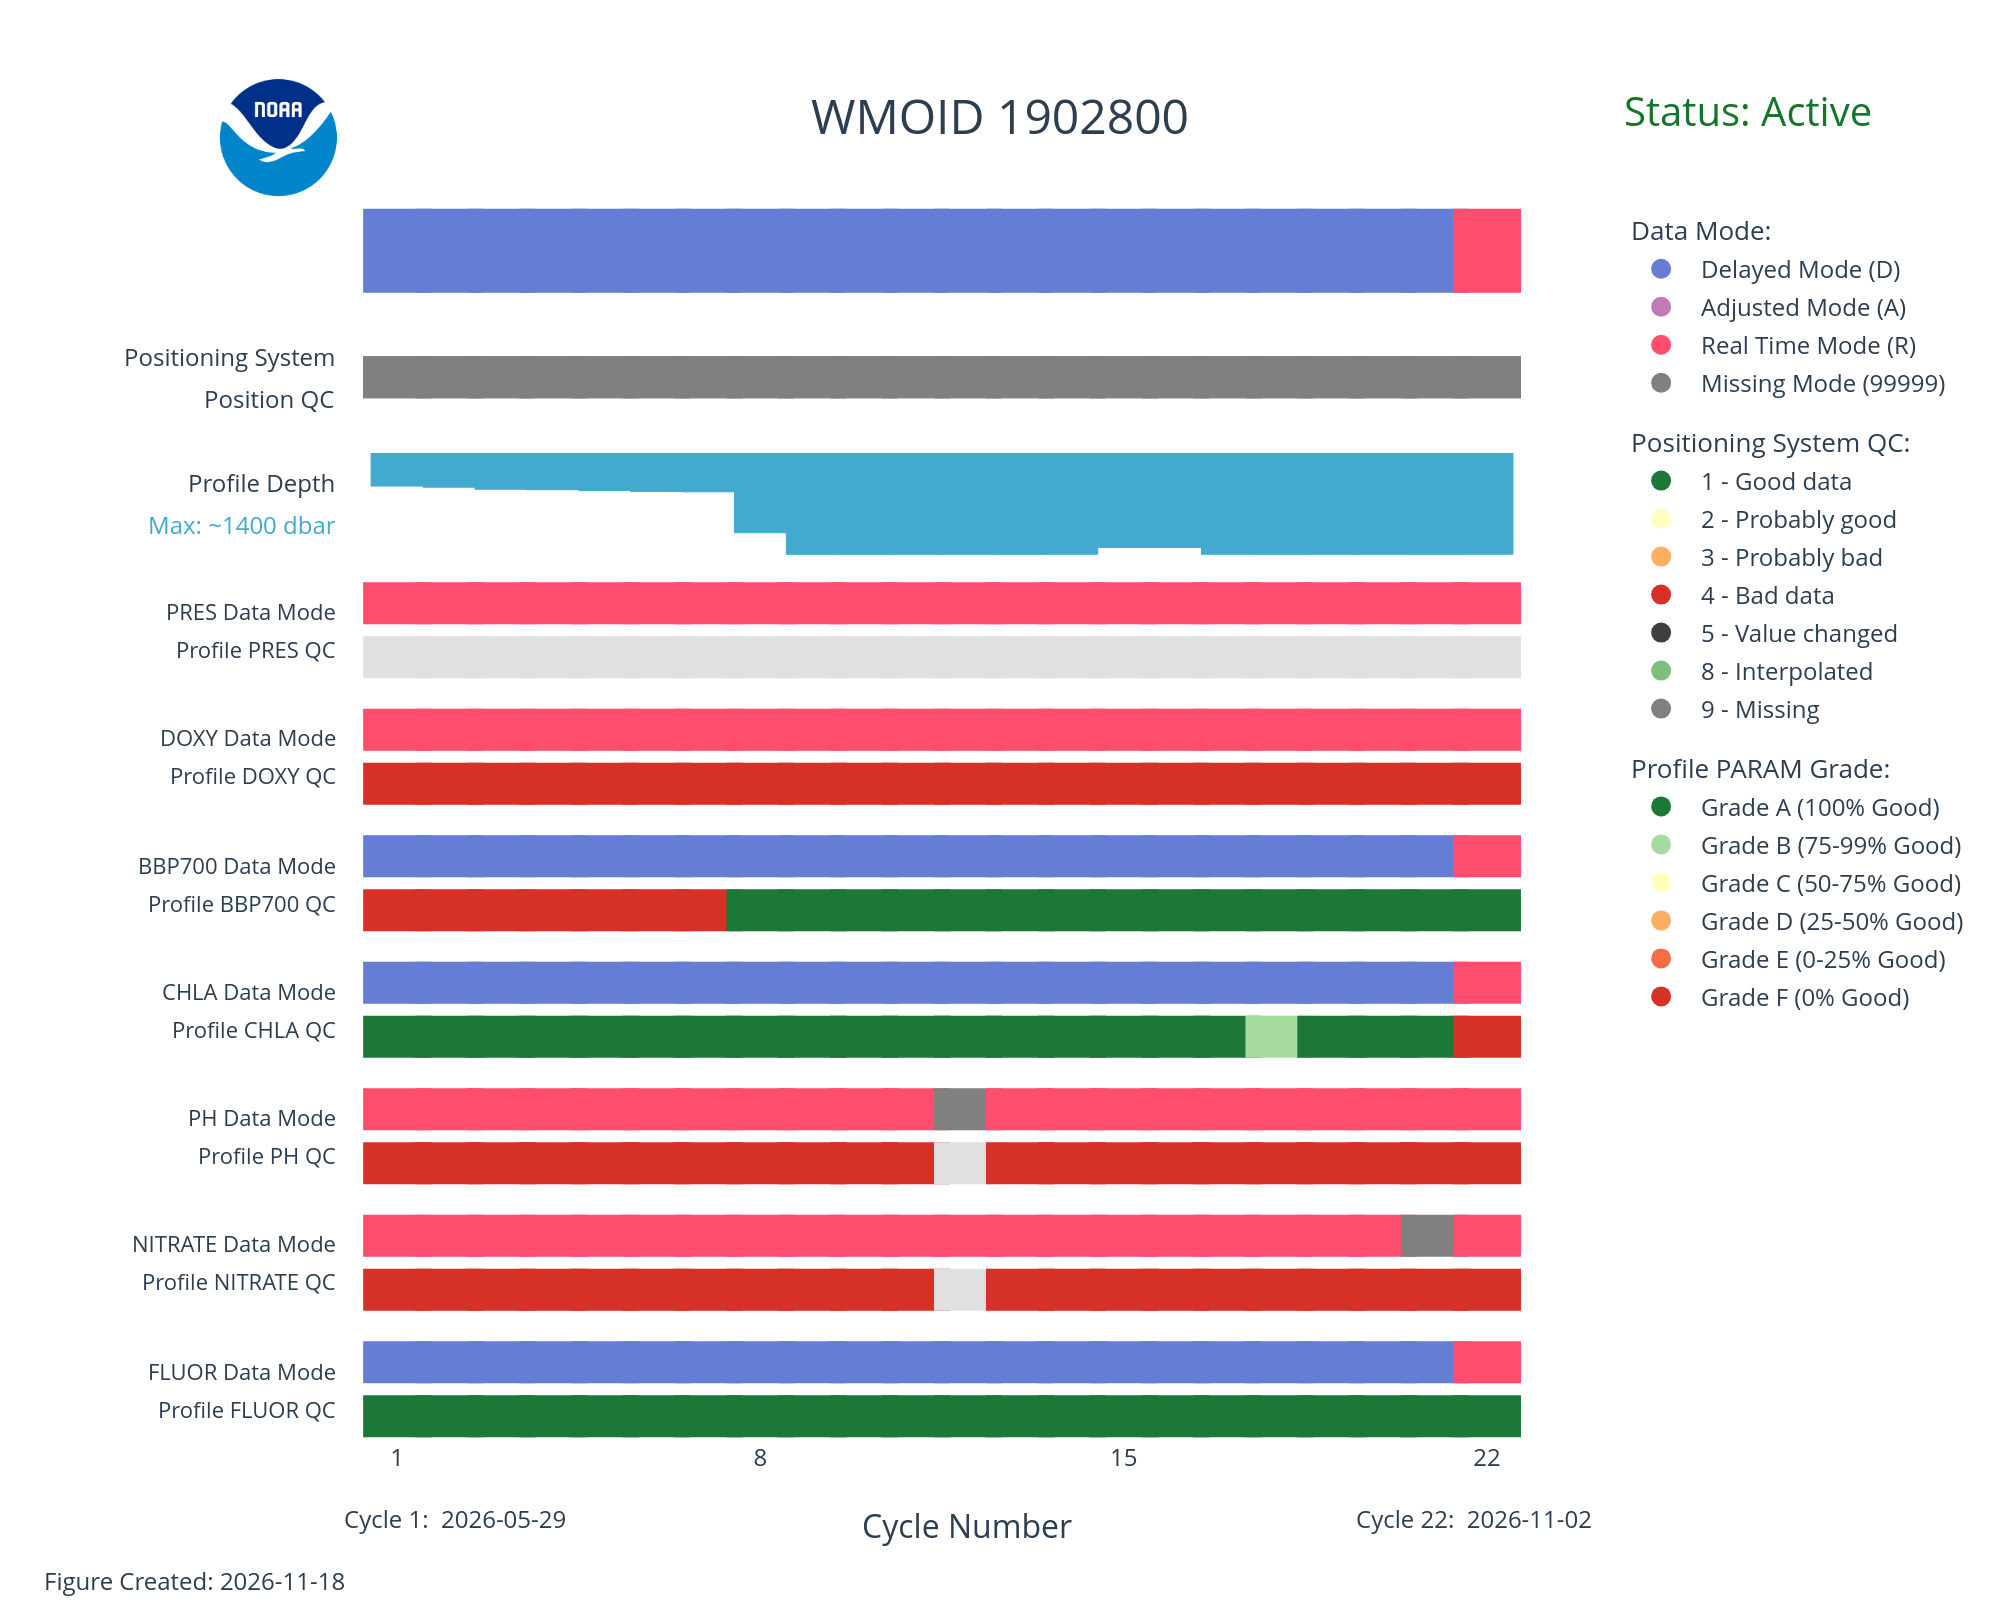 NOAA
WMOID 1902800
Status: Active
Data Mode:
Delayed Mode (D)
Adjusted Mode (A)
Real Time Mode (R)
Missing Mode (99999)
Positioning System
Position QC
Positioning System QC:
1 - Good data
2 - Probably good
3 - Probably bad
4 - Bad data
5 - Value changed
8 - Interpolated
9 - Missing
Profile Depth
Max: ~1400 dbar
PRES Data Mode
Profile PRES QC
DOXY Data Mode
Profile DOXY QC
Profile PARAM Grade:
Grade A (100% Good)
Grade B (75-99% Good)
Grade C (50-75% Good)
Grade D (25-50% Good)
Grade E (0-25% Good)
Grade F (0% Good)
BBP700 Data Mode
Profile BBP700 QC
CHLA Data Mode
Profile CHLA QC
PH Data Mode
Profile PH QC
NITRATE Data Mode
Profile NITRATE QC
FLUOR Data Mode
Profile FLUOR QC
1 8 15 22
Cycle 1: 2026-05-29
Cycle Number
Cycle 22: 2026-11-02
Figure Created: 2026-11-18